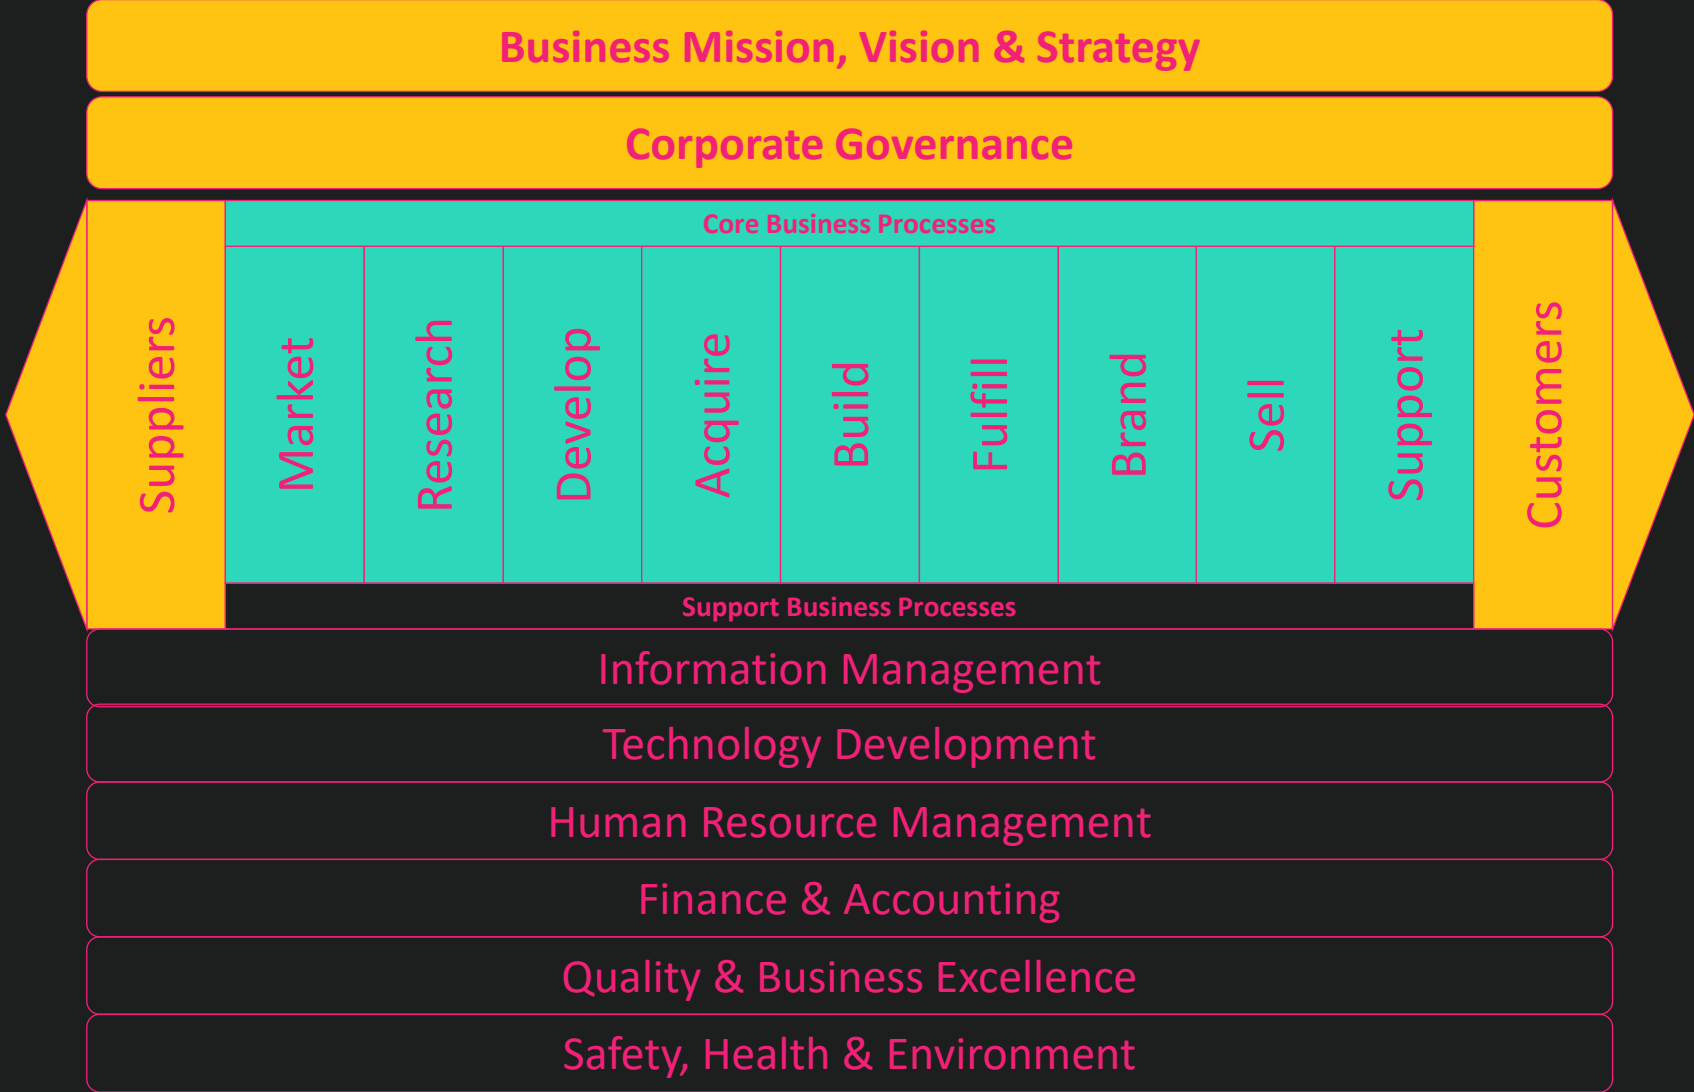 Business Mission, Vision & Strategy
Corporate Governance
Suppliers
Core Business Processes
Market
Research
Develop
Acquire
Build
Fulfill
Brand
Sell
Support
Customers
Support Business Processes
Information Management
Technology Development
Human Resource Management
Finance & Accounting
Quality & Business Excellence
Safety, Health & Environment